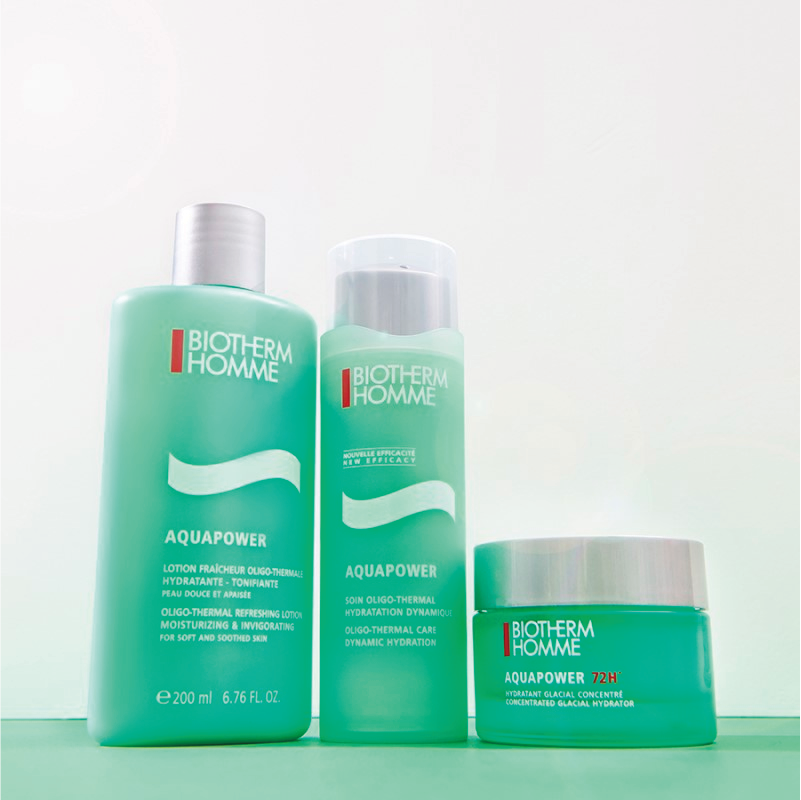 BIOTHERM
HOMME
AQUAPOWER
LOTION FRAÎCHEUR OLIGO-THERMALE
HYDRATANTE - TONIFIANTE
PEAU DOUCE ET APAISÉE
OLIGO-THERMAL REFRESHING LOTION
MOISTURIZING & INVIGORATING
FOR SOFT AND SOOTHED SKIN
℮200 ml 6.76 FL. OZ.
BIOTHERM
HOMME
NOUVELLE EFFICACITÉ
NEW EFFICACY
AQUAPOWER
SOIN OLIGO-THERMAL
HYDRATATION DYNAMIQUE
OLIGO-THERMAL CARE
DYNAMIC HYDRATION
BIOTHERM
HOMME
AQUAPOWER 72H*
HYDRATANT GLACIAL CONCENTRÉ
CONCENTRATED GLACIAL HYDRATOR